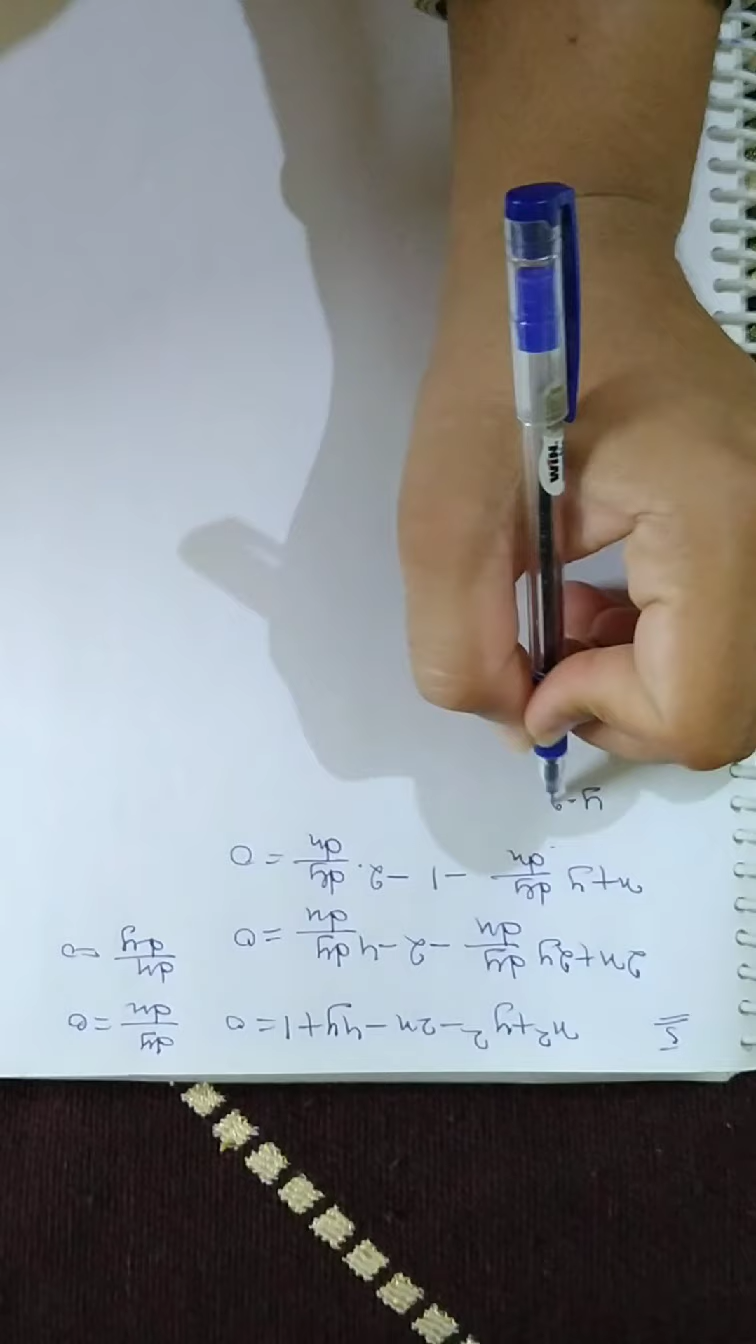 5 x²+y²-2x-4y+1=0 dy/dx=0
2x+2y dy/dx -2-4 dy/dx =0 dx/dy =0
x+y dy/dx -1-2. dy/dx =0
y-2
WIN